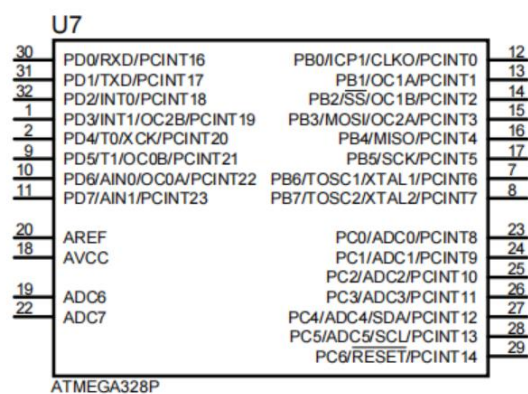 U7
30 PD0/RXD/PCINT16 PB0/ICP1/CLKO/PCINT0 12
31 PD1/TXD/PCINT17 PB1/OC1A/PCINT1 13
32 PD2/INT0/PCINT18 PB2/SS/OC1B/PCINT2 14
1 PD3/INT1/OC2B/PCINT19 PB3/MOSI/OC2A/PCINT3 15
2 PD4/T0/XCK/PCINT20 PB4/MISO/PCINT4 16
9 PD5/T1/OC0B/PCINT21 PB5/SCK/PCINT5 17
10 PD6/AIN0/OC0A/PCINT22 PB6/TOSC1/XTAL1/PCINT6 7
11 PD7/AIN1/PCINT23 PB7/TOSC2/XTAL2/PCINT7 8
20 AREF PC0/ADC0/PCINT8 23
18 AVCC PC1/ADC1/PCINT9 24
PC2/ADC2/PCINT10 25
19 ADC6 PC3/ADC3/PCINT11 26
22 ADC7 PC4/ADC4/SDA/PCINT12 27
PC5/ADC5/SCL/PCINT13 28
PC6/RESET/PCINT14 29
ATMEGA328P